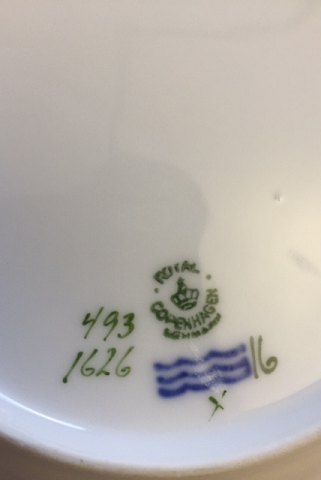 ROYAL
COPENHAGEN
DENMARK
493
1626
16
X